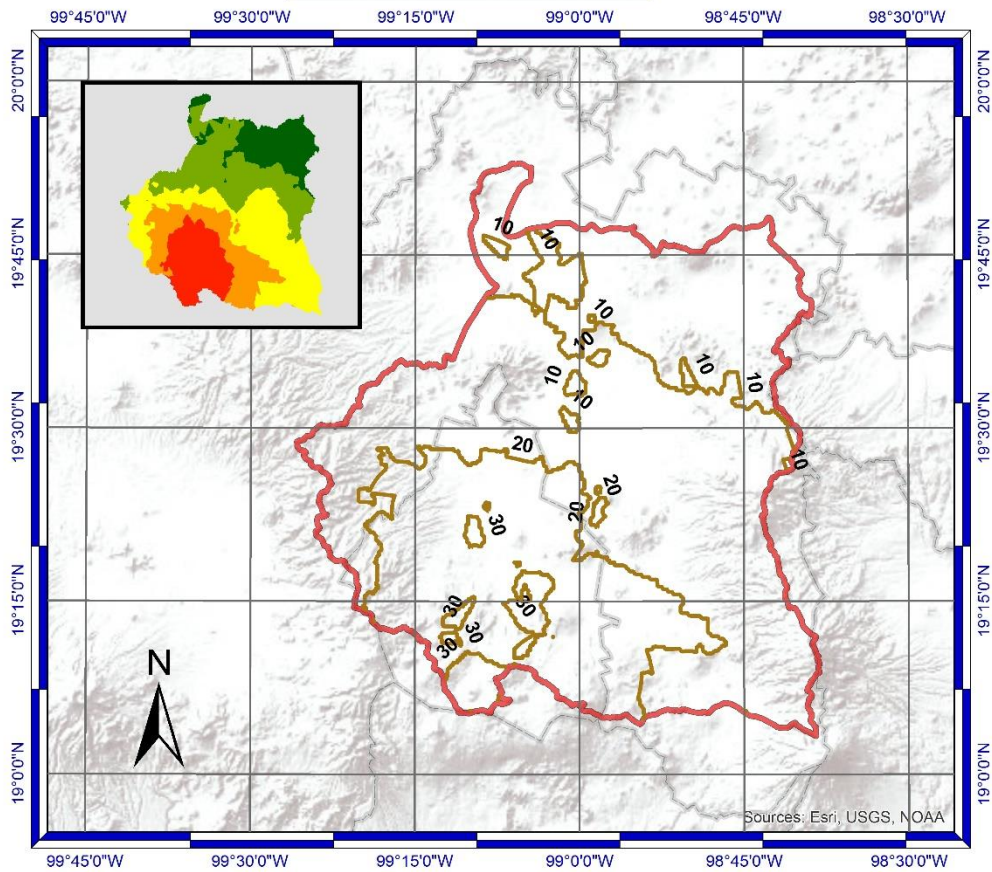 99°45'0"W 99°30'0"W 99°15'0"W 99°0'0"W 98°45'0"W 98°30'0"W
20°0'0"N 20°0'0"N
10 10
19°45'0"N 19°45'0"N
10
10
10 10 10
10
19°30'0"N 19°30'0"N
20 10
20 20
30
19°15'0"N 19°15'0"N
30 30
30 30
N
19°0'0"N 19°0'0"N
Sources: Esri, USGS, NOAA
99°45'0"W 99°30'0"W 99°15'0"W 99°0'0"W 98°45'0"W 98°30'0"W